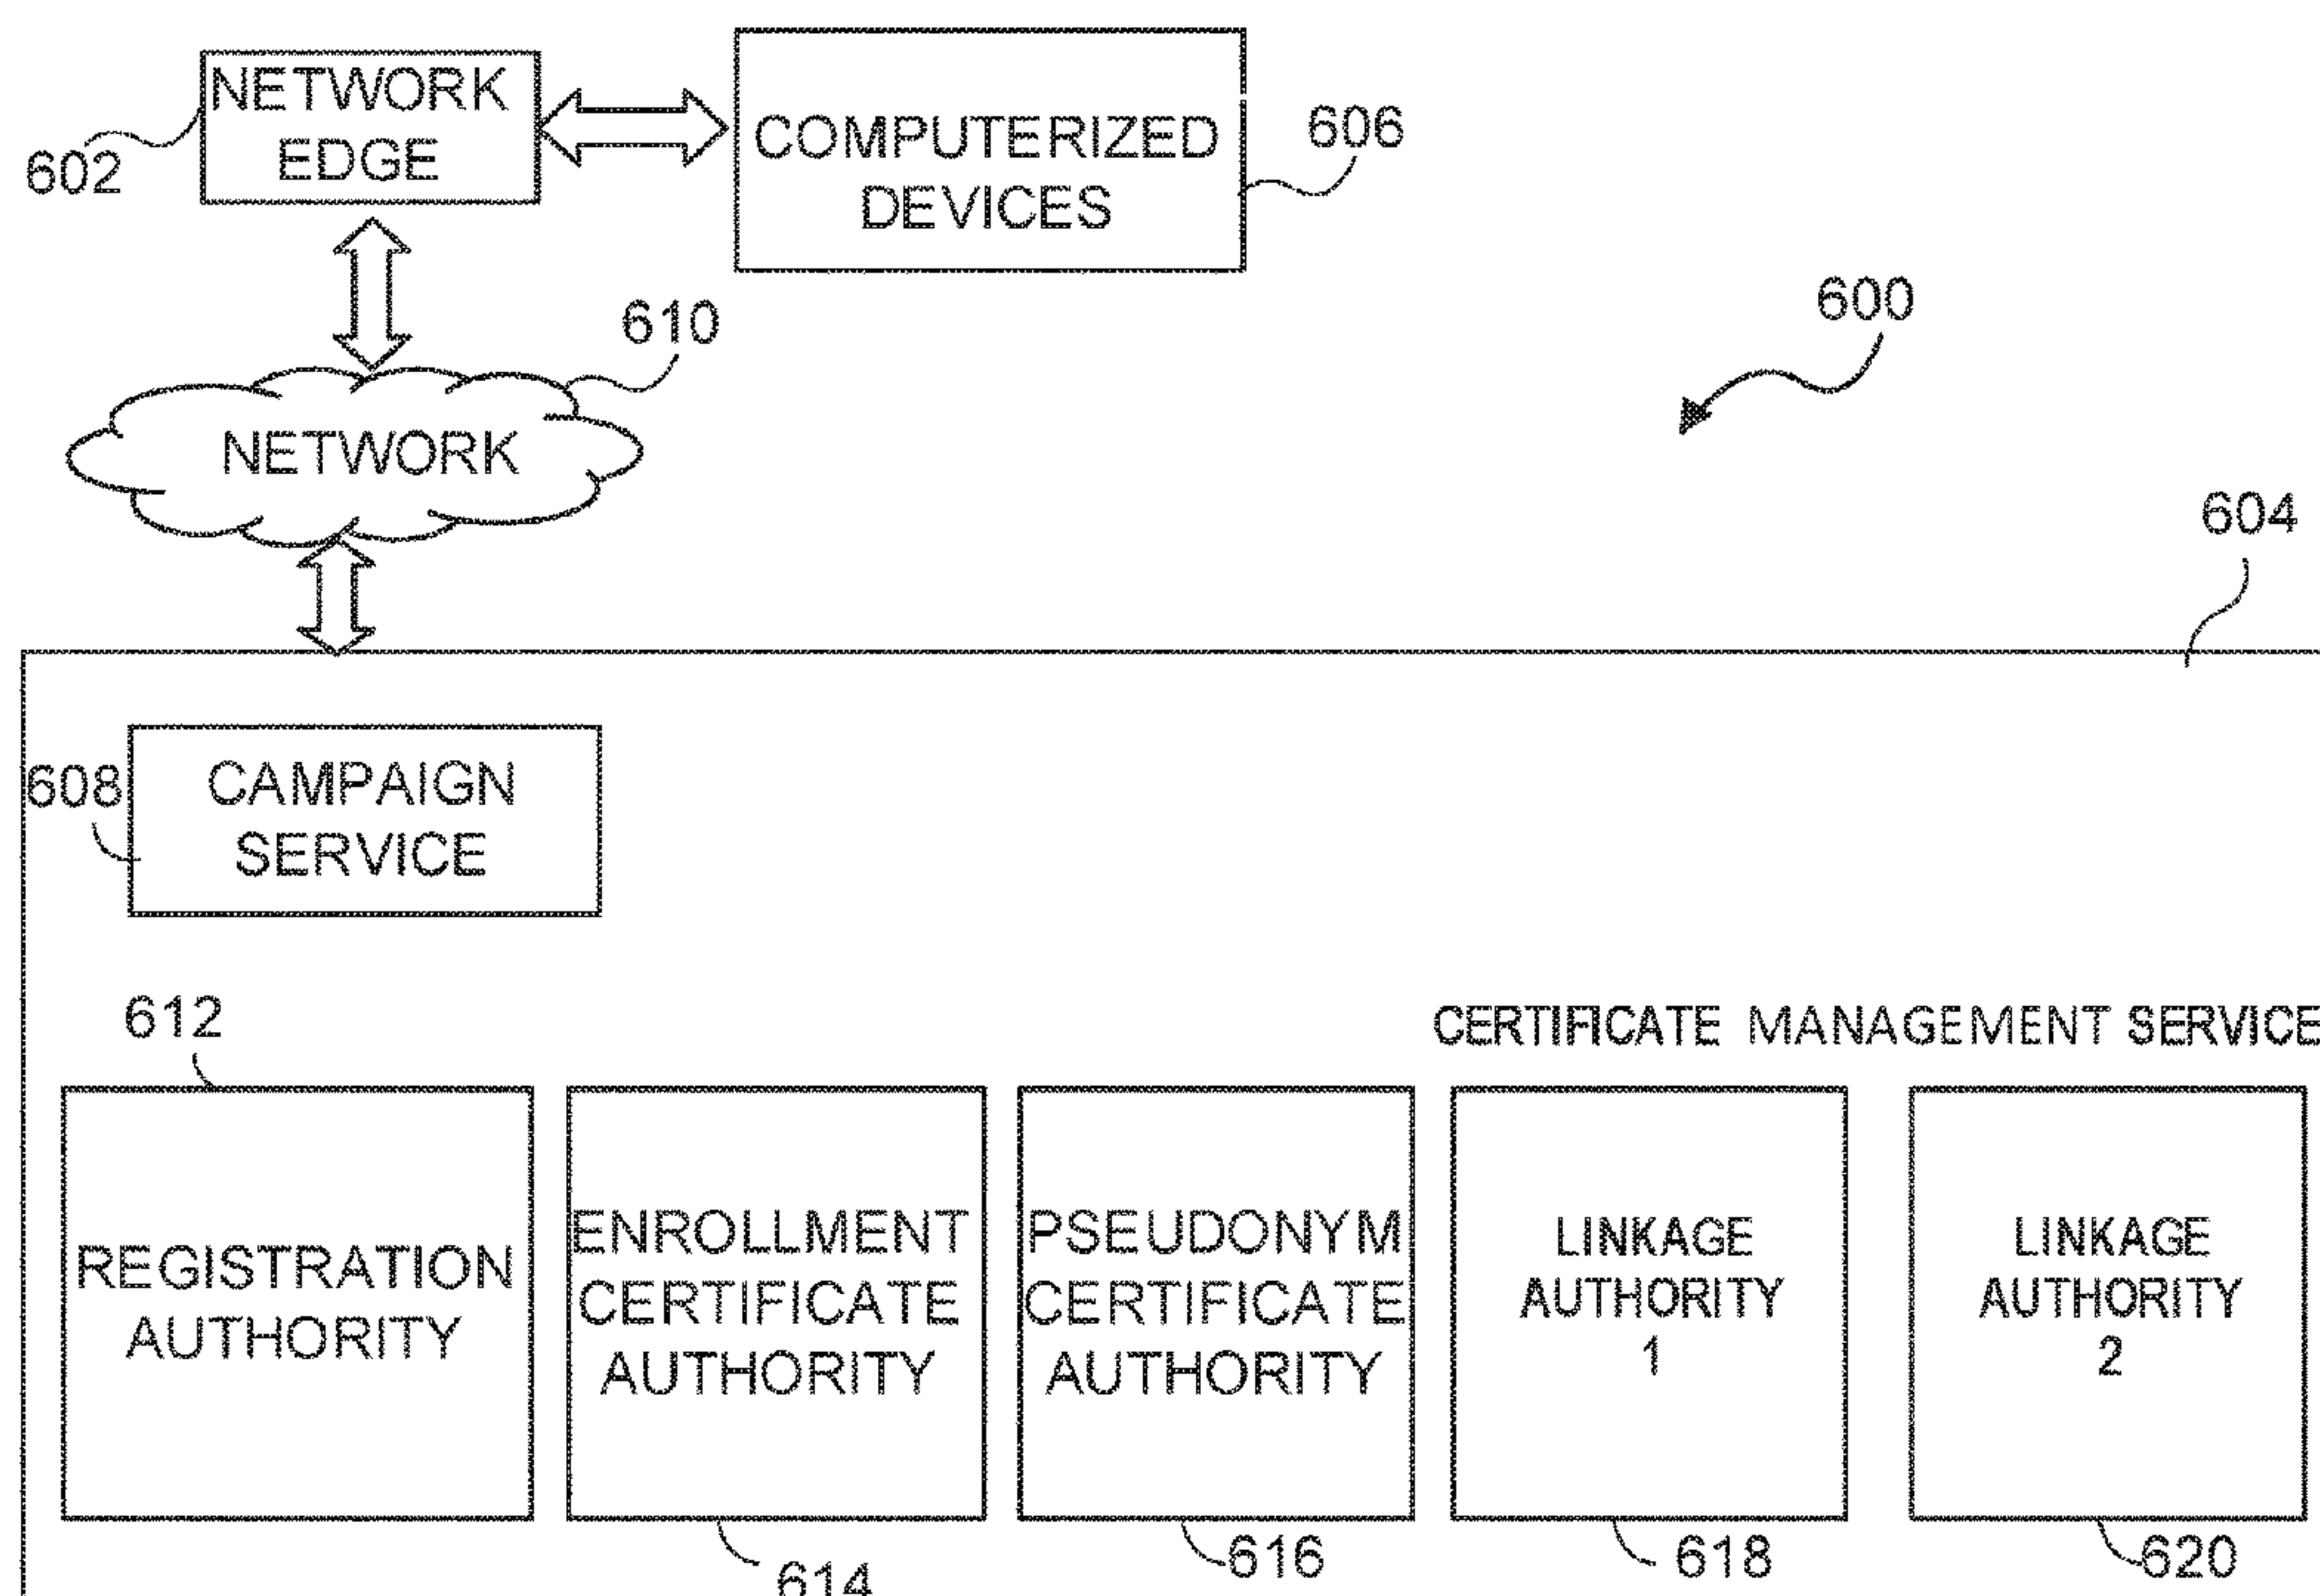 NETWORK
EDGE
602
COMPUTERIZED
DEVICES
606
610
600
NETWORK
604
608
CAMPAIGN
SERVICE
612
CERTIFICATE MANAGEMENT SERVICE
REGISTRATION
AUTHORITY
ENROLLMENT
CERTIFICATE
AUTHORITY
PSEUDONYM
CERTIFICATE
AUTHORITY
LINKAGE
AUTHORITY
1
LINKAGE
AUTHORITY
2
614
616
618
620